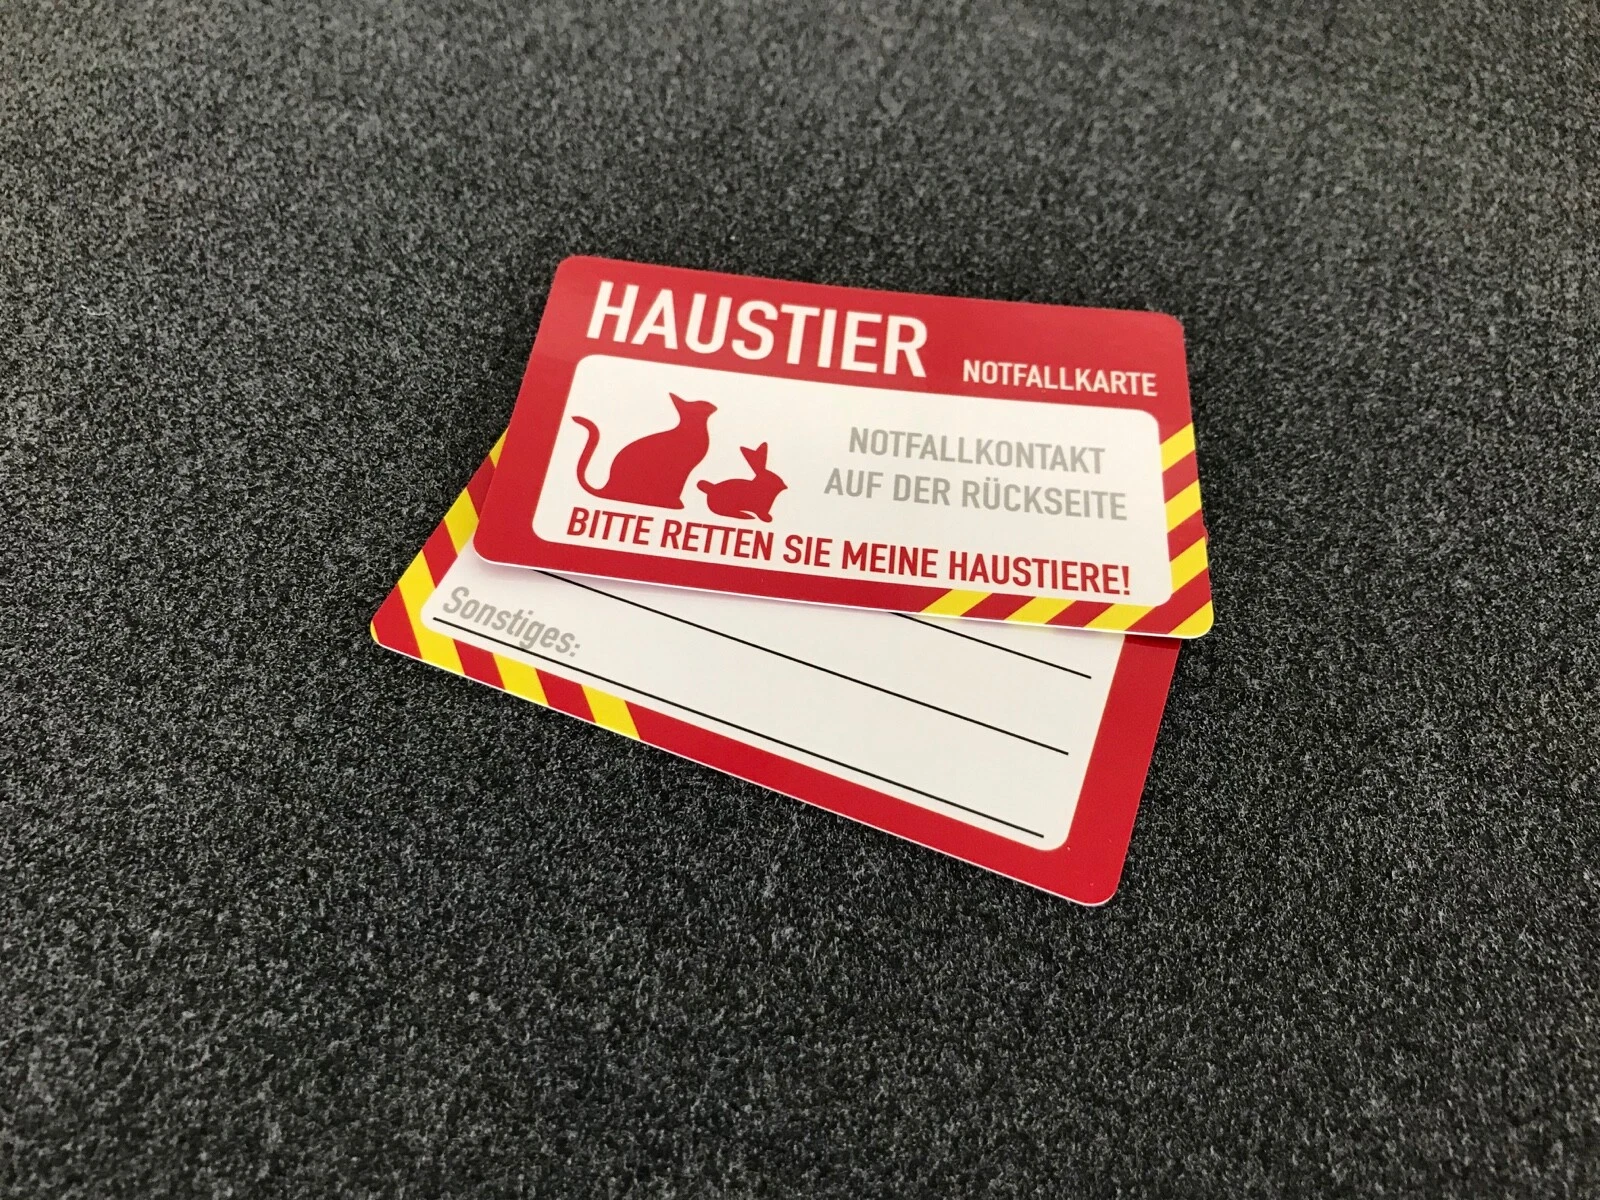 HAUSTIER
NOTFALLKARTE
NOTFALLKONTAKT
AUF DER RÜCKSEITE
BITTE RETTEN SIE MEINE HAUSTIERE!
Sonstiges: